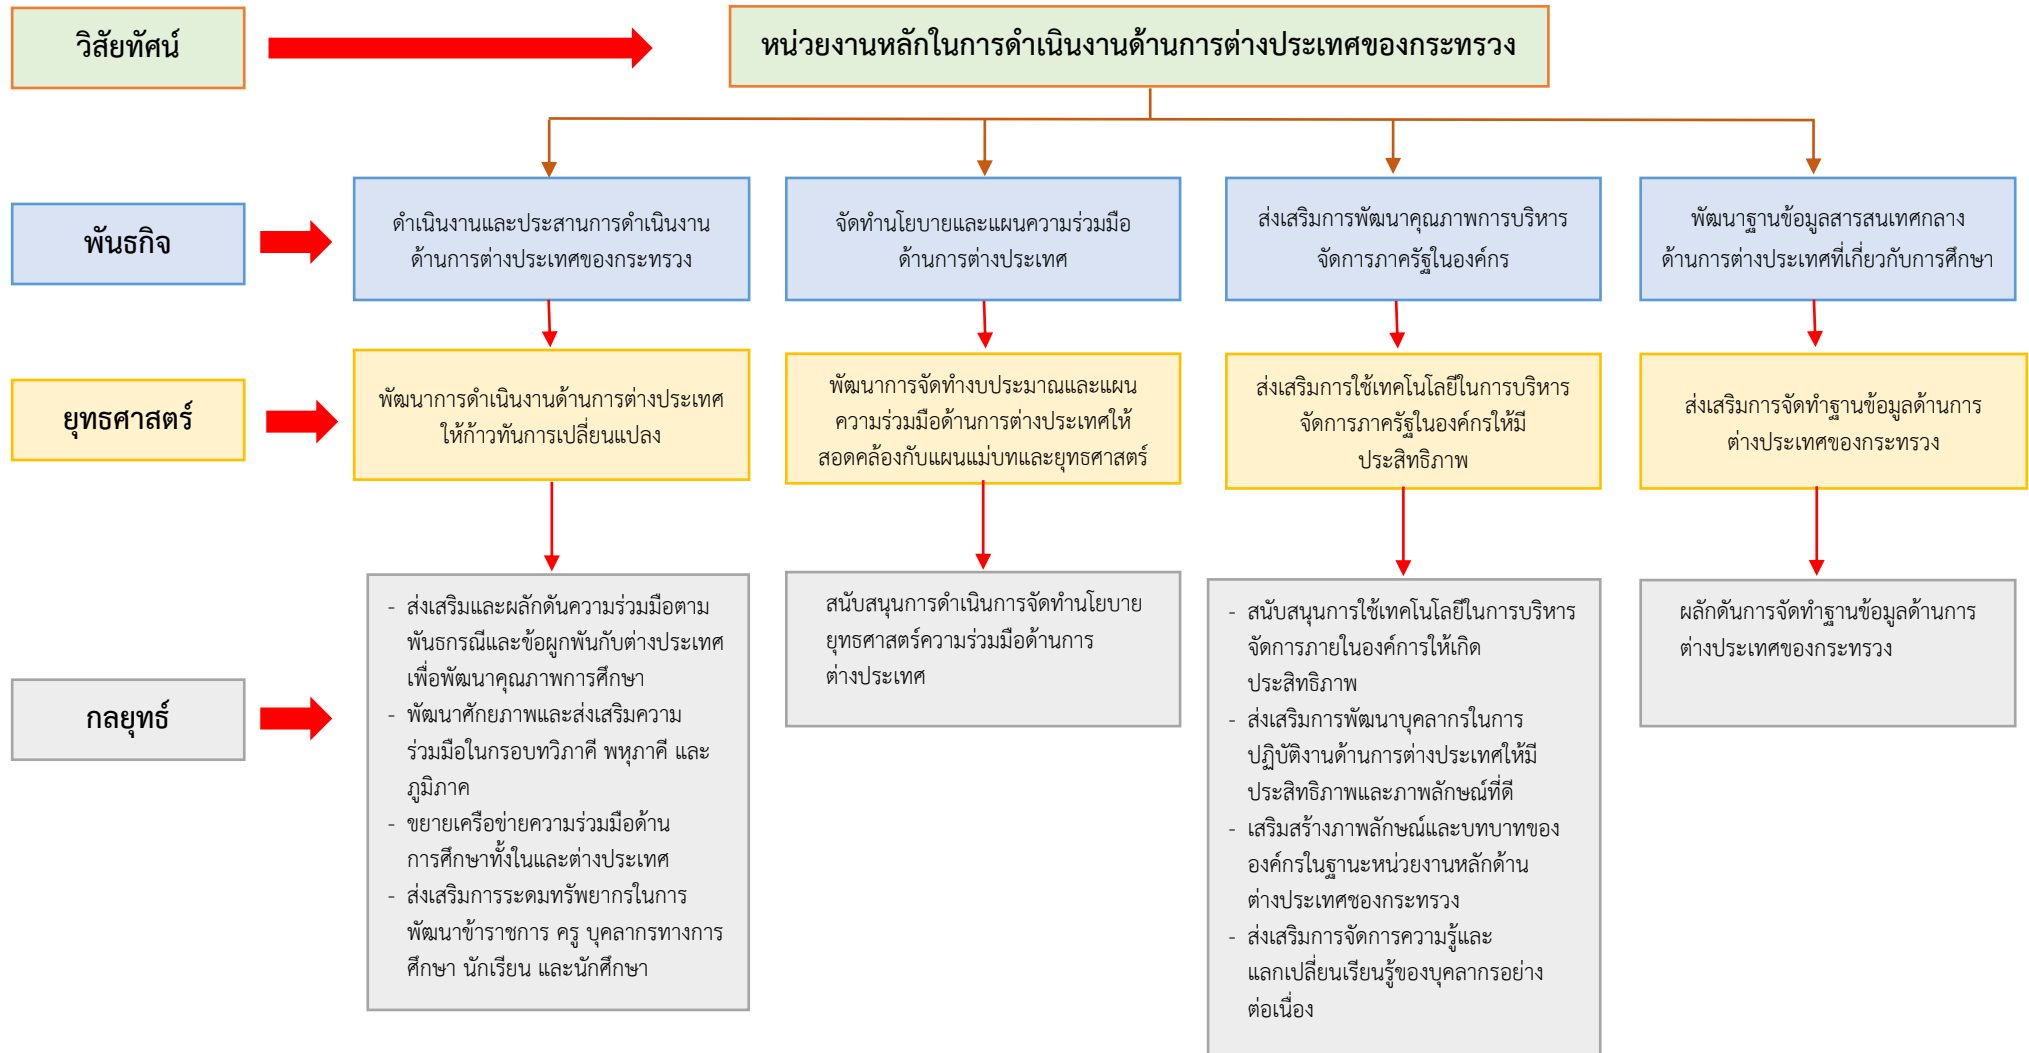 วิสัยทัศน์
หน่วยงานหลักในการดำเนินงานด้านการต่างประเทศของกระทรวง
พันธกิจ
ดำเนินงานและประสานการดำเนินงาน
ด้านการต่างประเทศของกระทรวง
จัดทำนโยบายและแผนความร่วมมือ
ด้านการต่างประเทศ
ส่งเสริมการพัฒนาคุณภาพการบริหาร
จัดการภาครัฐในองค์กร
พัฒนาฐานข้อมูลสารสนเทศกลาง
ด้านการต่างประเทศที่เกี่ยวกับการศึกษา
ยุทธศาสตร์
พัฒนาการดำเนินงานด้านการต่างประเทศ
ให้ก้าวทันการเปลี่ยนแปลง
พัฒนาการจัดทำงบประมาณและแผน
ความร่วมมือด้านการต่างประเทศให้
สอดคล้องกับแผนแม่บทและยุทธศาสตร์
ส่งเสริมการใช้เทคโนโลยีในการบริหาร
จัดการภาครัฐในองค์กรให้มี
ประสิทธิภาพ
ส่งเสริมการจัดทำฐานข้อมูลด้านการ
ต่างประเทศของกระทรวง
กลยุทธ์
- ส่งเสริมและผลักดันความร่วมมือตาม
พันธกรณีและข้อผูกพันกับต่างประเทศ
เพื่อพัฒนาคุณภาพการศึกษา
- พัฒนาศักยภาพและส่งเสริมความ
ร่วมมือในกรอบทวิภาคี พหุภาคี และ
ภูมิภาค
- ขยายเครือข่ายความร่วมมือด้าน
การศึกษาทั้งในและต่างประเทศ
- ส่งเสริมการระดมทรัพยากรในการ
พัฒนาข้าราชการ ครู บุคลากรทางการ
ศึกษา นักเรียน และนักศึกษา
สนับสนุนการดำเนินการจัดทำนโยบาย
ยุทธศาสตร์ความร่วมมือด้านการ
ต่างประเทศ
- สนับสนุนการใช้เทคโนโลยีในการบริหาร
จัดการภายในองค์การให้เกิด
ประสิทธิภาพ
- ส่งเสริมการพัฒนาบุคลากรในการ
ปฏิบัติงานด้านการต่างประเทศให้มี
ประสิทธิภาพและภาพลักษณ์ที่ดี
- เสริมสร้างภาพลักษณ์และบทบาทของ
องค์กรในฐานะหน่วยงานหลักด้าน
ต่างประเทศชองกระทรวง
- ส่งเสริมการจัดการความรู้และ
แลกเปลี่ยนเรียนรู้ของบุคลากรอย่าง
ต่อเนื่อง
ผลักดันการจัดทำฐานข้อมูลด้านการ
ต่างประเทศของกระทรวง